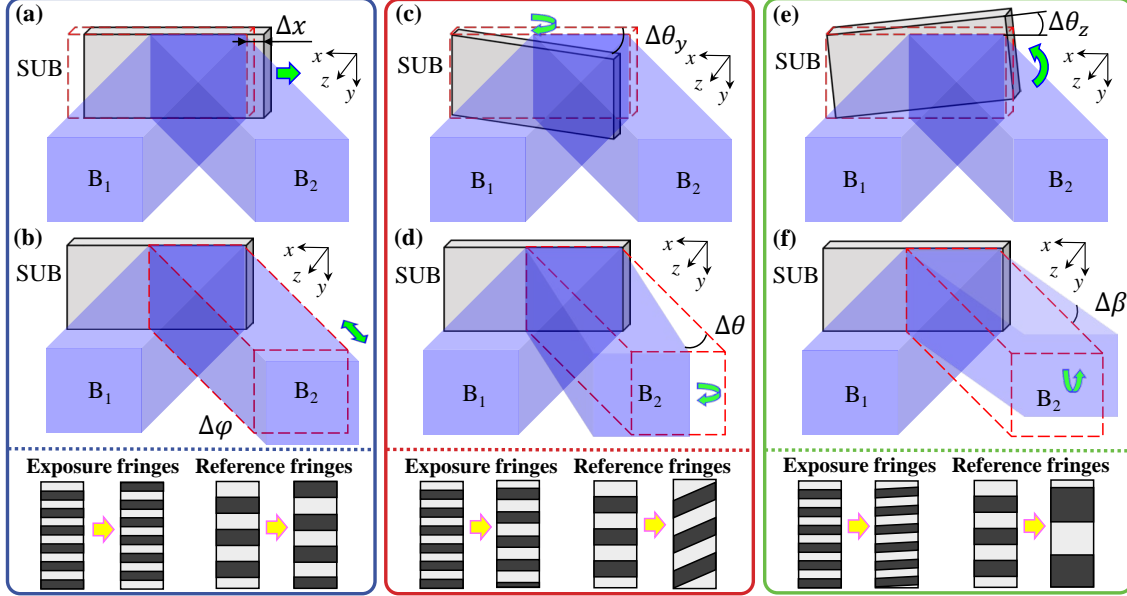 (a)
Δx
SUB
x
z
y
B₁
B₂
(b)
SUB
x
z
y
B₁
B₂
Δφ
Exposure fringes
Reference fringes
(c)
Δθy
x
z
y
B₁
B₂
(d)
SUB
x
z
y
Δθ
B₁
B₂
Exposure fringes
Reference fringes
(e)
Δθz
SUB
x
z
y
B₁
B₂
(f)
SUB
x
z
y
Δβ
B₁
B₂
Exposure fringes
Reference fringes